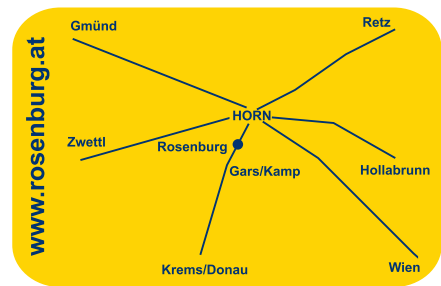 www.rosenburg.at
Gmünd
Retz
HORN
Zwettl
Rosenburg
Gars/Kamp
Hollabrunn
Krems/Donau
Wien